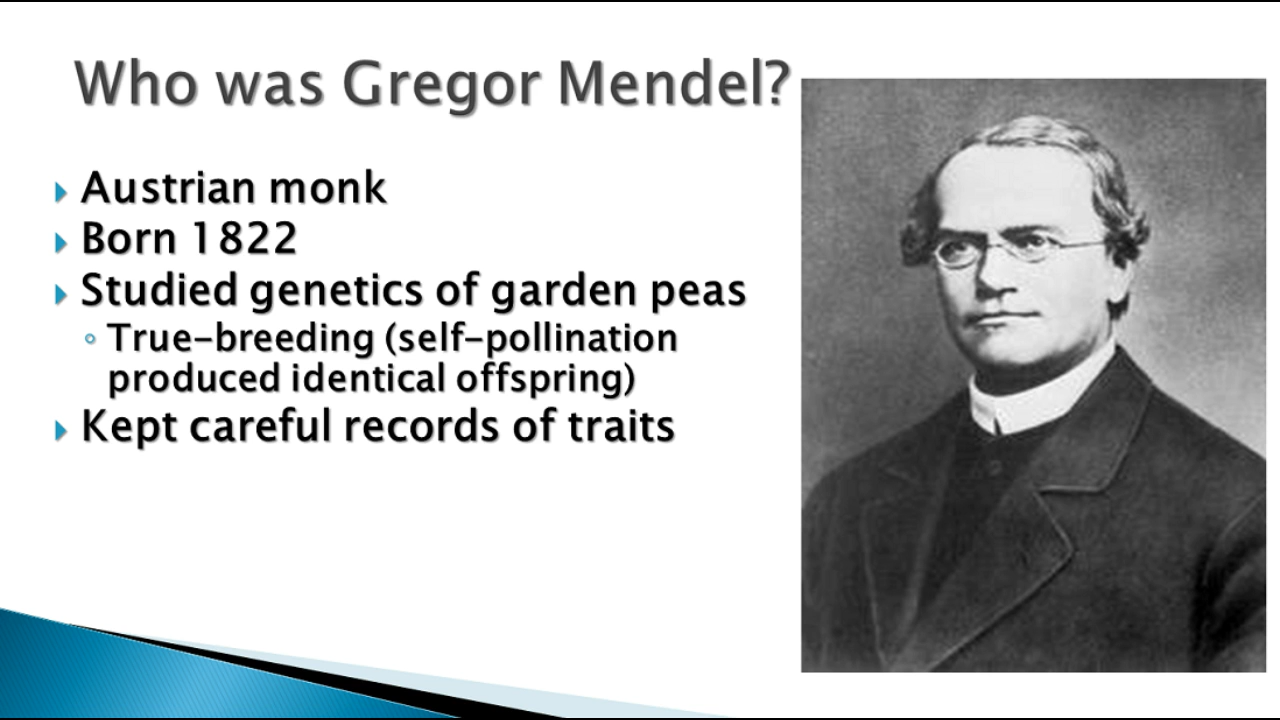 Who was Gregor Mendel?
Austrian monk
Born 1822
Studied genetics of garden peas
True-breeding (self-pollination
produced identical offspring)
Kept careful records of traits